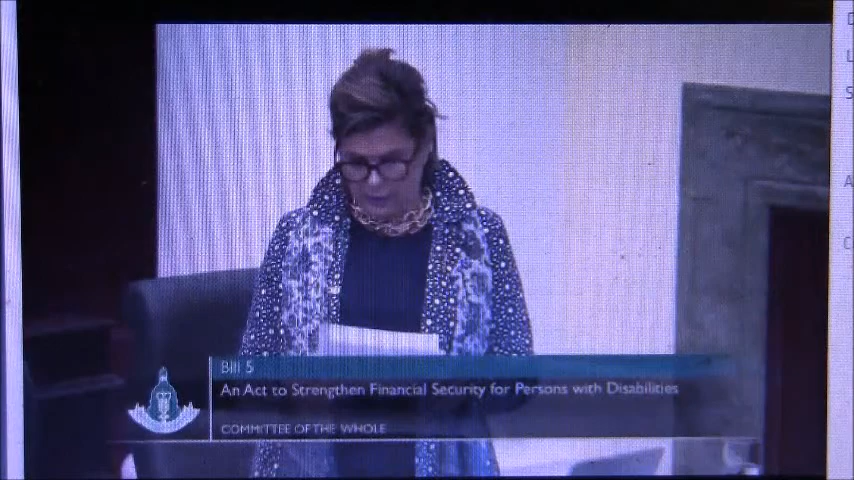 Bill 5
An Act to Strengthen Financial Security for Persons with Disabilities
COMMITTEE OF THE WHOLE